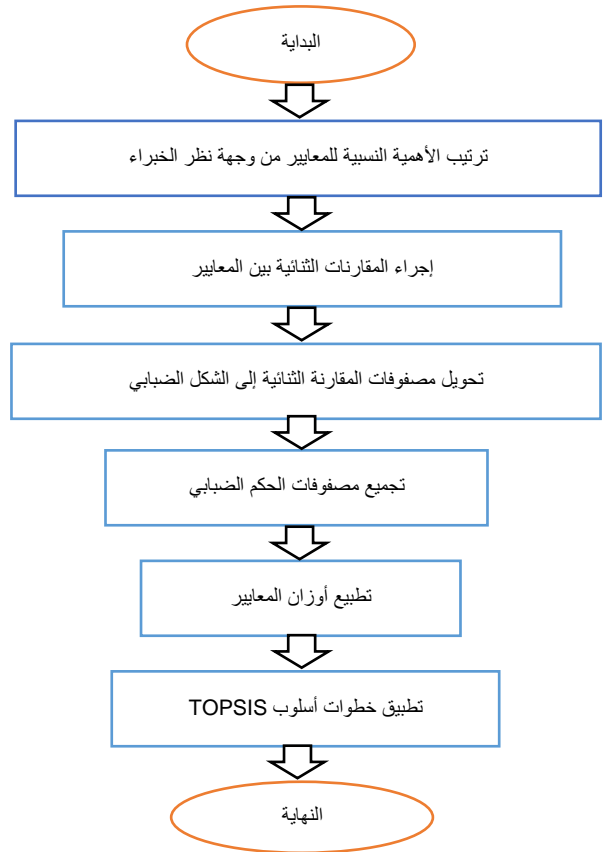 البداية
ترتيب الأهمية النسبية للمعايير من وجهة نظر الخبراء
إجراء المقارنات الثنائية بين المعايير
تحويل مصفوفات المقارنة الثنائية إلى الشكل الضبابي
تجميع مصفوفات الحكم الضبابي
تطبيع أوزان المعايير
تطبيق خطوات أسلوب TOPSIS
النهاية